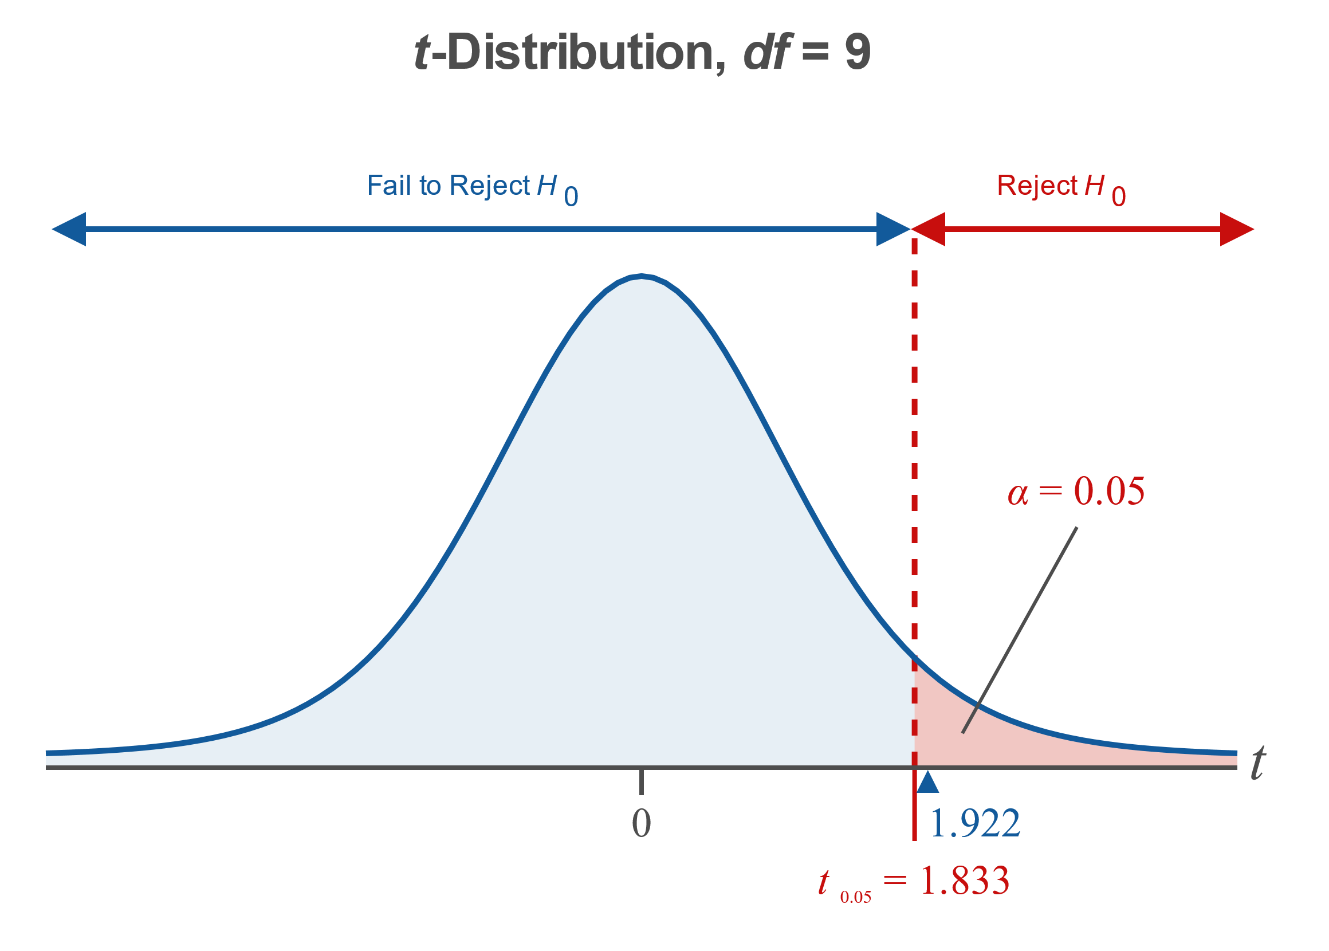 t-Distribution, df = 9
Fail to Reject H 0
Reject H 0
α = 0.05
t
0
1.922
t 0.05 = 1.833